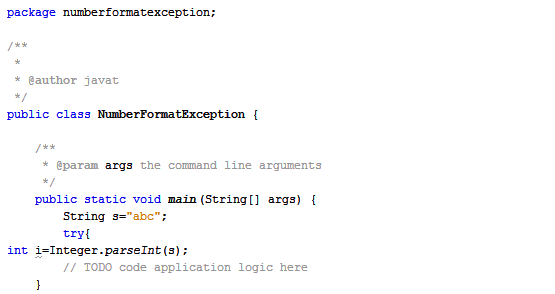 package numberformatexception;
/**
 *
 * @author javat
 */
public class NumberFormatException {
    /**
     * @param args the command line arguments
     */
    public static void main(String[] args) {
        String s="abc";
        try{
int i=Integer.parseInt(s);
        // TODO code application logic here
    }